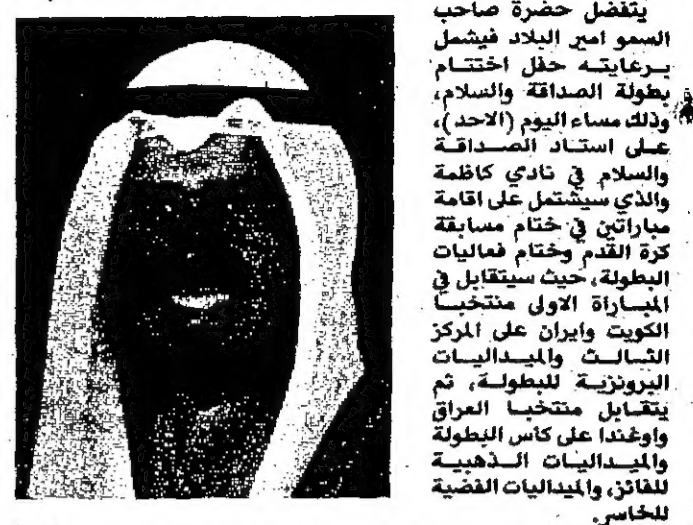 يتفضل حضرة صاحب
السمو امير البلاد فيشمل
برعايته حفل اختتام
بطولة الصداقة والسلام،
وذلك مساء اليوم (الاحد)،
على استاد الصداقة
والسلام في نادي كاظمة
والذي سيشتمل على اقامة
مباراتين في ختام مسابقة
كرة القدم وختام فعاليات
البطولة، حيث سيتقابل في
المباراة الاولى منتخبا
الكويت وايران على المركز
الثالث والميداليات
البرونزية للبطولة، ثم
يتقابل منتخبا العراق
واوغندا على كأس البطولة
والميداليات الذهبية
للفائز، والميداليات الفضية
للخاسر.